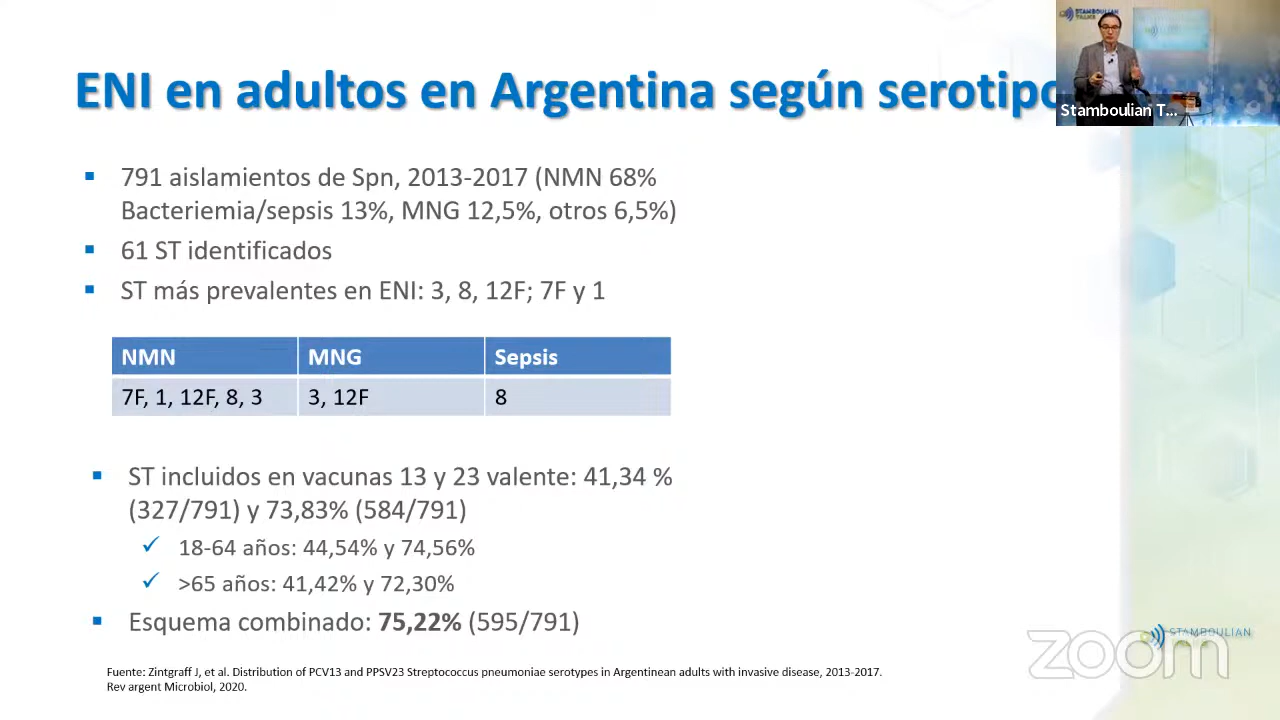 ENI en adultos en Argentina según serotipo
STAMBOULIAN
TALKS
Stamboulian T...
▪ 791 aislamientos de Spn, 2013-2017 (NMN 68%
Bacteriemia/sepsis 13%, MNG 12,5%, otros 6,5%)
▪ 61 ST identificados
▪ ST más prevalentes en ENI: 3, 8, 12F; 7F y 1
NMN MNG Sepsis
7F, 1, 12F, 8, 3 3, 12F 8
▪ ST incluidos en vacunas 13 y 23 valente: 41,34 %
(327/791) y 73,83% (584/791)
✓ 18-64 años: 44,54% y 74,56%
✓ >65 años: 41,42% y 72,30%
▪ Esquema combinado: 75,22% (595/791)
STAMBOULIAN
zoom
Fuente: Zintgraff J, et al. Distribution of PCV13 and PPSV23 Streptococcus pneumoniae serotypes in Argentinean adults with invasive disease, 2013-2017.
Rev argent Microbiol, 2020.